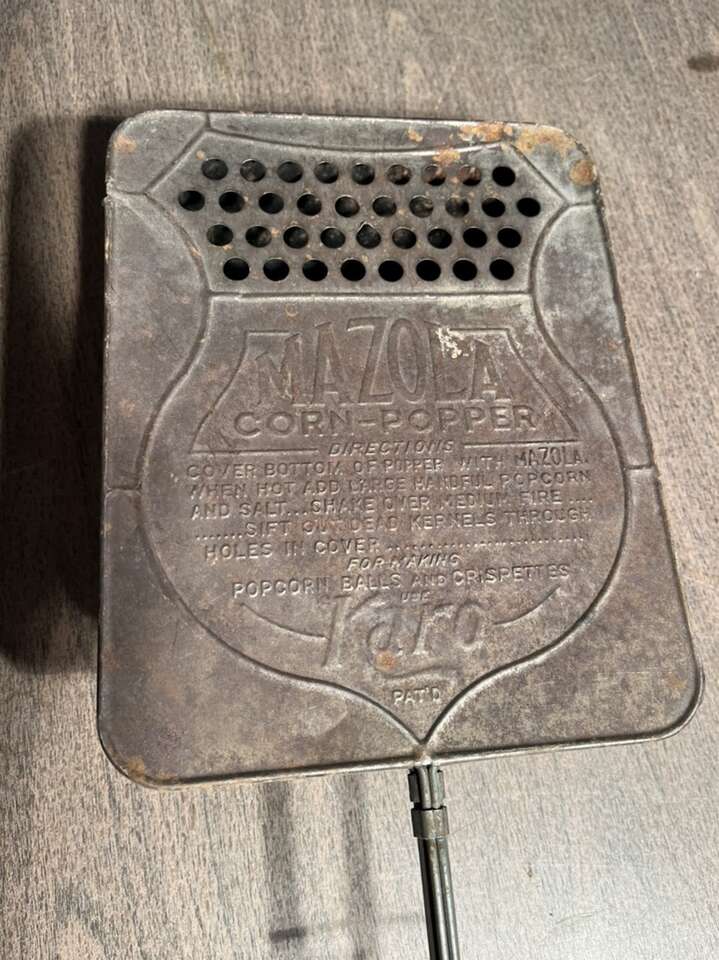 MAZOLA
CORN-POPPER
DIRECTIONS
COVER BOTTOM OF POPPER WITH MAZOLA.
WHEN HOT ADD LARGE HANDFUL POPCORN
AND SALT...SHAKE OVER MEDIUM FIRE....
.......SIFT OUT DEAD KERNELS THROUGH
HOLES IN COVER ..........................
FOR MAKING
POPCORN BALLS AND CRISPETTES
USE
Karo
PAT'D